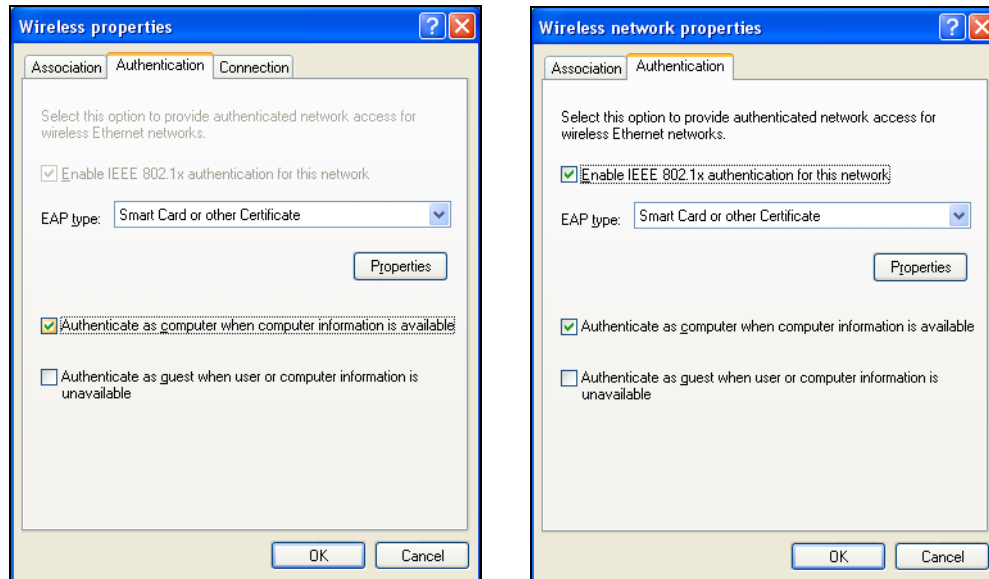 Wireless properties
Association Authentication Connection
Select this option to provide authenticated network access for
wireless Ethernet networks.
Enable IEEE 802.1x authentication for this network
EAP type: Smart Card or other Certificate
Properties
Authenticate as computer when computer information is available
Authenticate as guest when user or computer information is
unavailable
OK Cancel
Wireless network properties
Association Authentication
Select this option to provide authenticated network access for
wireless Ethernet networks.
Enable IEEE 802.1x authentication for this network
EAP type: Smart Card or other Certificate
Properties
Authenticate as computer when computer information is available
Authenticate as guest when user or computer information is
unavailable
OK Cancel